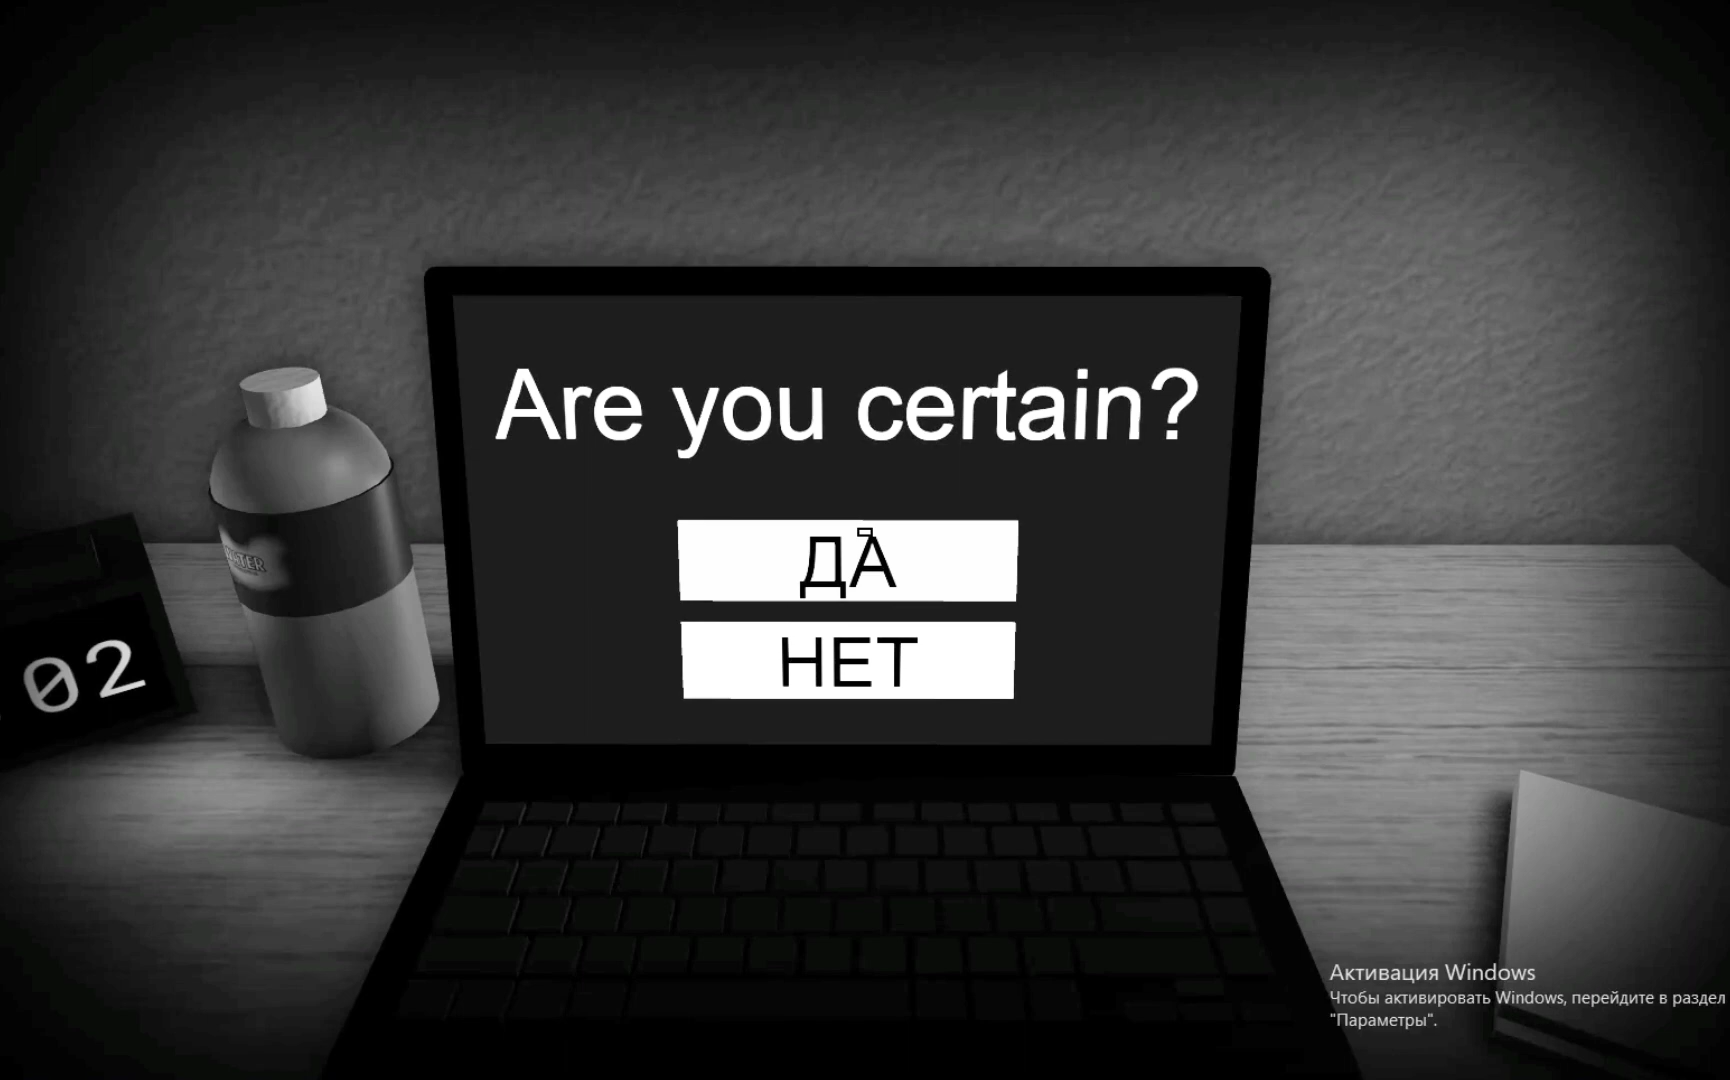 Are you certain?
ДА
НЕТ
02
Активация Windows
Чтобы активировать Windows, перейдите в раздел
"Параметры".